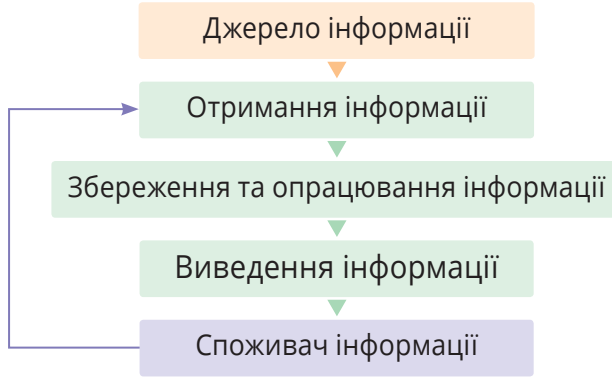 Джерело інформації
Отримання інформації
Збереження та опрацювання інформації
Виведення інформації
Споживач інформації